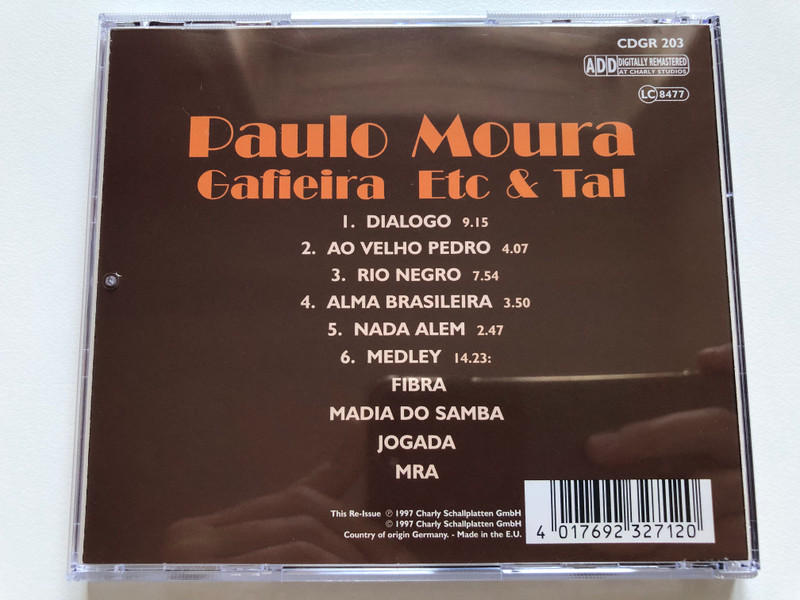 CDGR 203
ADD DIGITALLY REMASTERED
AT CHARLY STUDIOS
LC 8477
Paulo Moura
Gafieira Etc & Tal
1. DIALOGO 9.15
2. AO VELHO PEDRO 4.07
3. RIO NEGRO 7.54
4. ALMA BRASILEIRA 3.50
5. NADA ALEM 2.47
6. MEDLEY 14.23:
FIBRA
MADIA DO SAMBA
JOGADA
MRA
This Re-Issue ℗ 1997 Charly Schallplatten GmbH
© 1997 Charly Schallplatten GmbH
Country of origin Germany. - Made in the E.U.
4 017692 327120